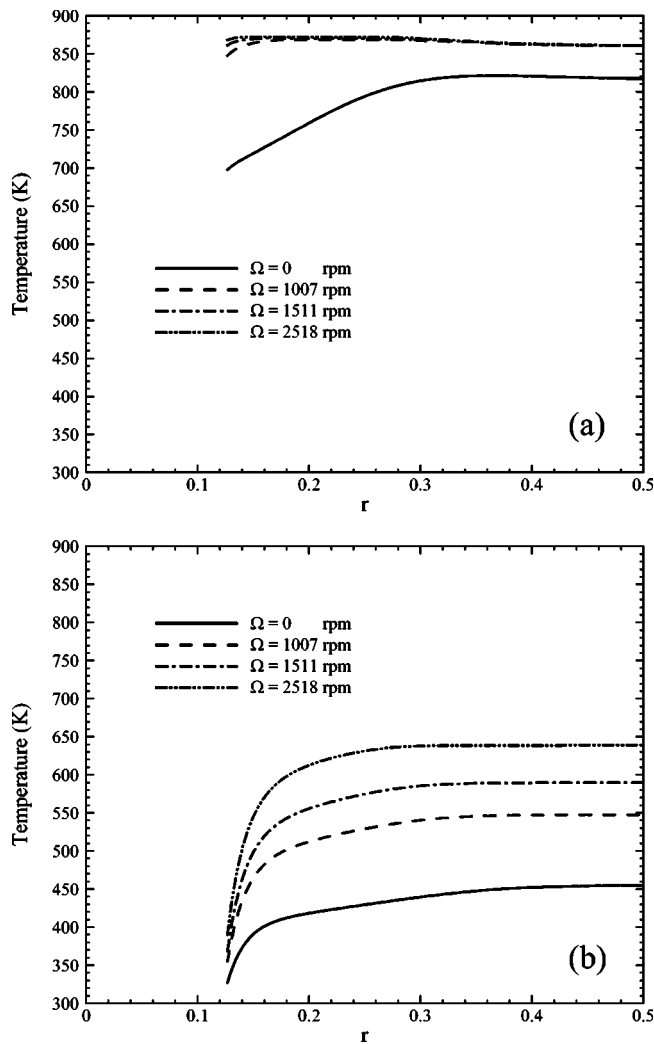 900
850
800
750
700
650
600
550
500
450
400
350
300
Temperature (K)
Ω = 0 rpm
Ω = 1007 rpm
Ω = 1511 rpm
Ω = 2518 rpm
(a)
0 0.1 0.2 0.3 0.4 0.5
r
900
850
800
750
700
650
600
550
500
450
400
350
300
Temperature (K)
Ω = 0 rpm
Ω = 1007 rpm
Ω = 1511 rpm
Ω = 2518 rpm
(b)
0 0.1 0.2 0.3 0.4 0.5
r